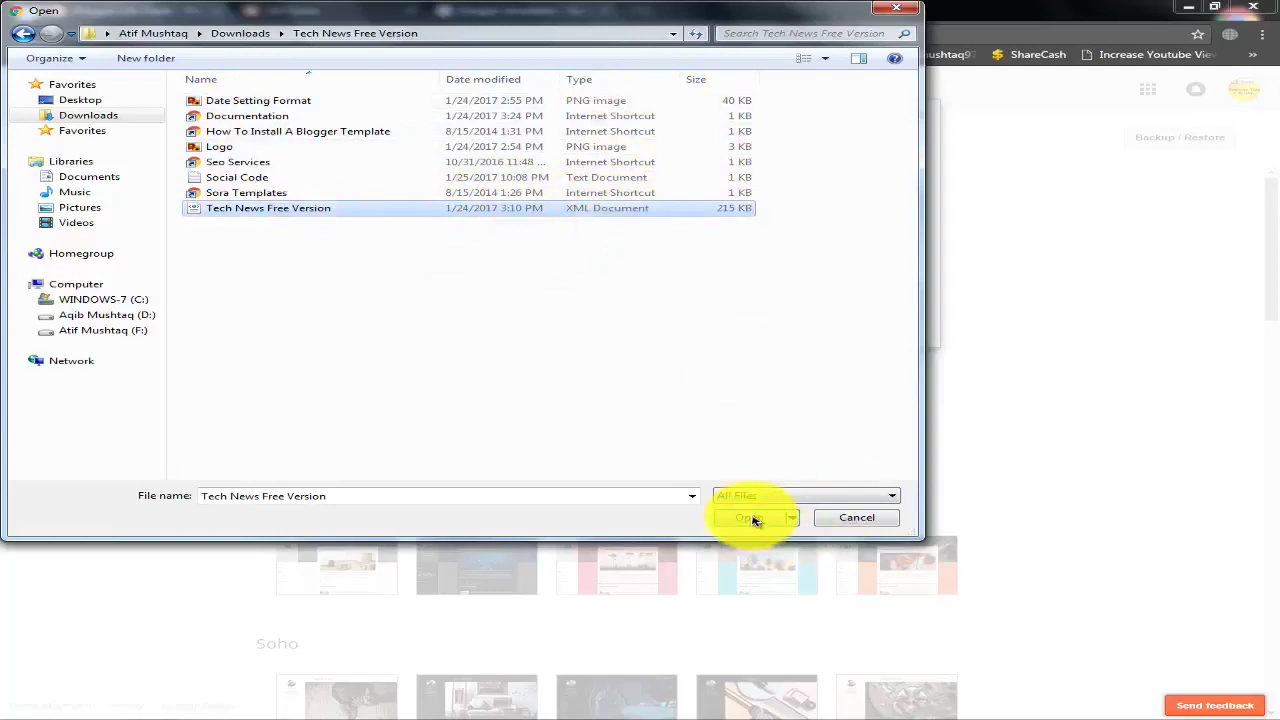 Open
Atif Mushtaq Downloads Tech News Free Version Search Tech News Free Version
ShareCash Increase Youtube Viev »
Organize New folder
Name Date modified Type Size
Favorites
Desktop
Downloads
Favorites
Libraries
Documents
Music
Pictures
Videos
Homegroup
Computer
WINDOWS-7 (C:)
Aqib Mushtaq (D:)
Atif Mushtaq (F:)
Network
Date Setting Format 1/24/2017 2:55 PM PNG image 40 KB
Documentation 1/24/2017 3:24 PM Internet Shortcut 1 KB
How To Install A Blogger Template 8/15/2014 1:31 PM Internet Shortcut 1 KB
Logo 1/24/2017 2:54 PM PNG image 3 KB
Seo Services 10/31/2016 11:48 ... Internet Shortcut 1 KB
Social Code 1/25/2017 10:08 PM Text Document 1 KB
Sora Templates 8/15/2014 1:26 PM Internet Shortcut 1 KB
Tech News Free Version 1/24/2017 3:10 PM XML Document 215 KB
Backup / Restore
File name: Tech News Free Version All Files
Open Cancel
Soho
Send feedback